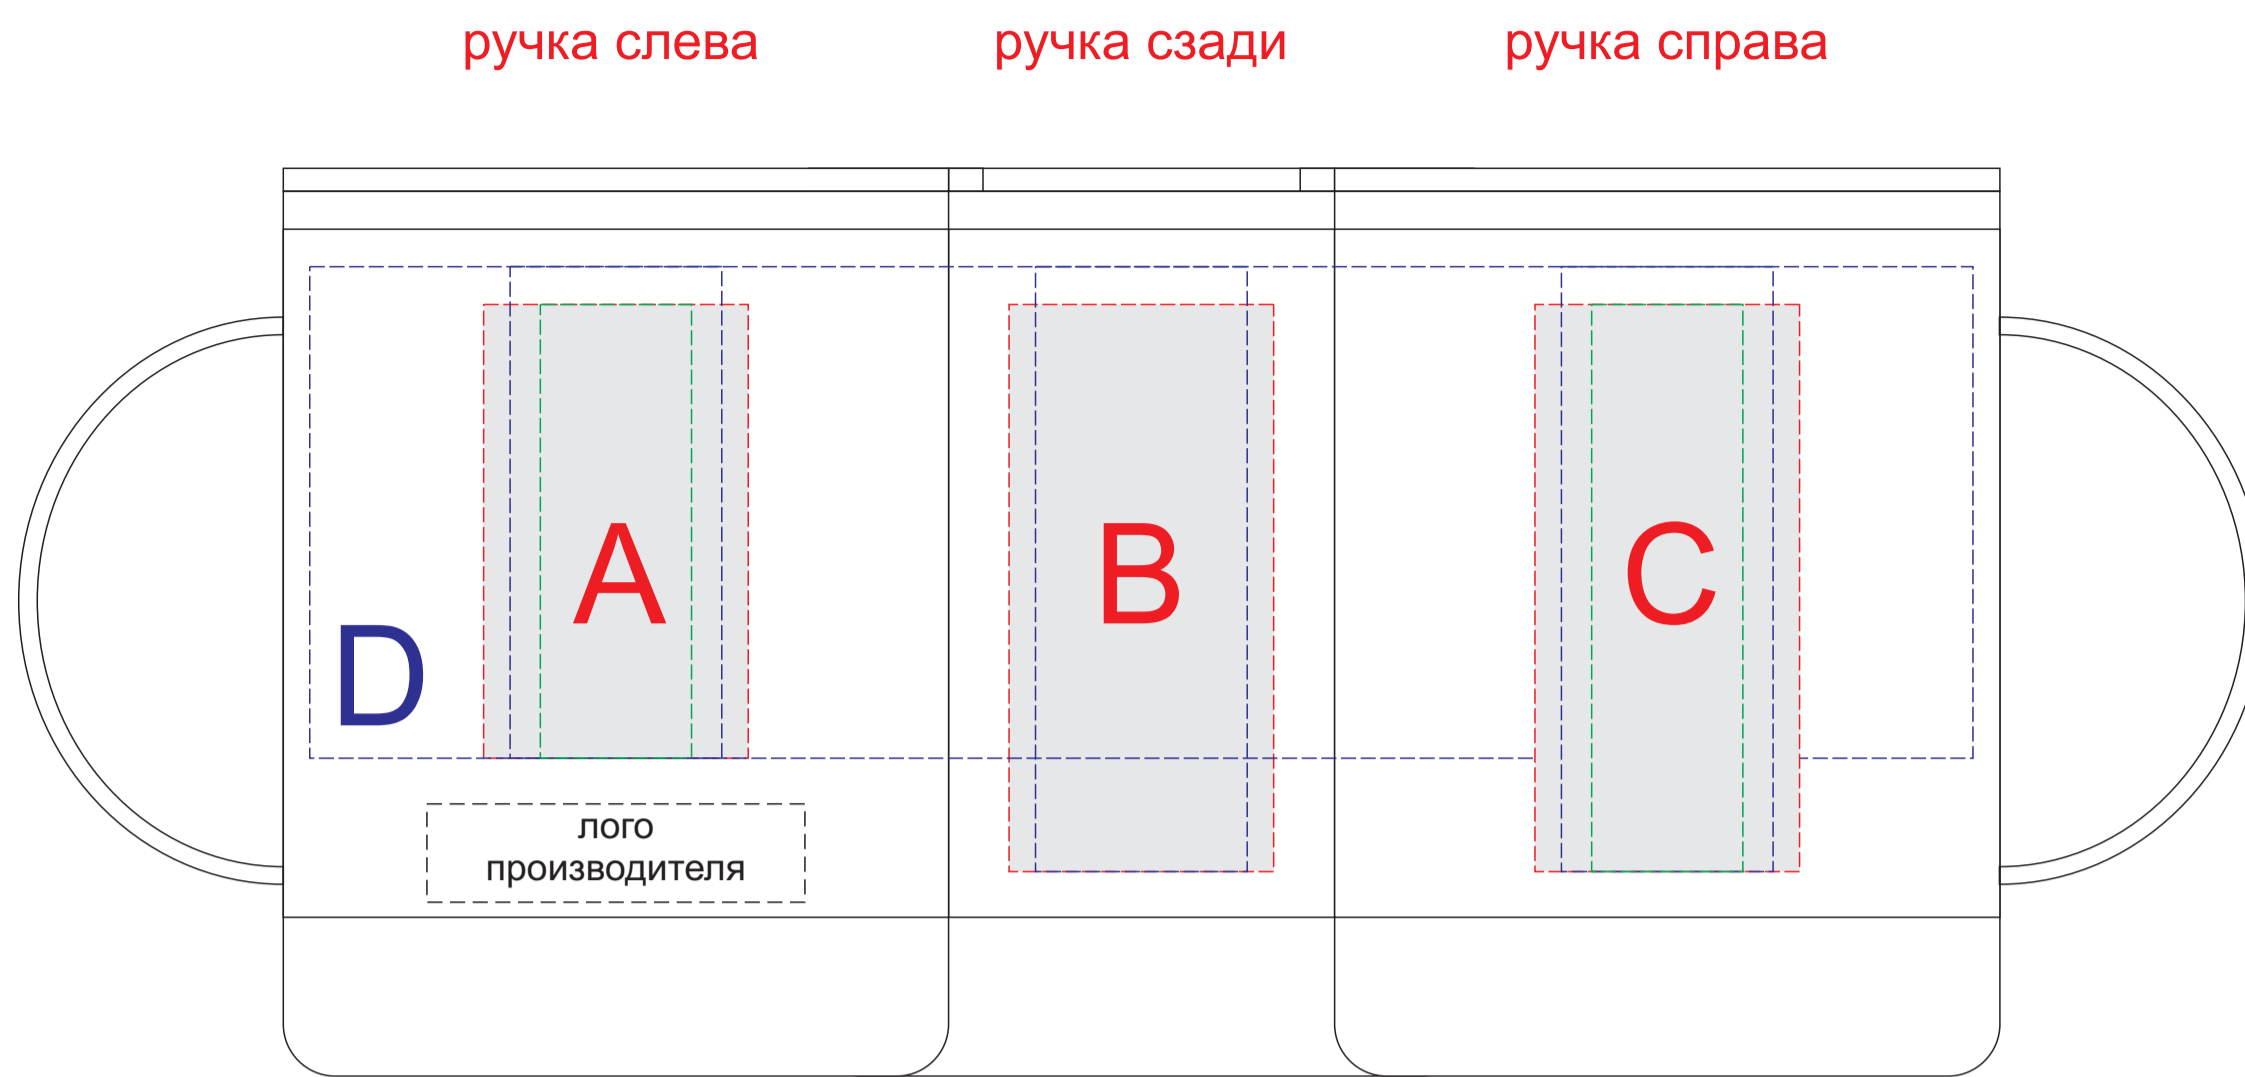 ручка слева
ручка сзади
ручка справа
A
B
C
D
лого
производителя